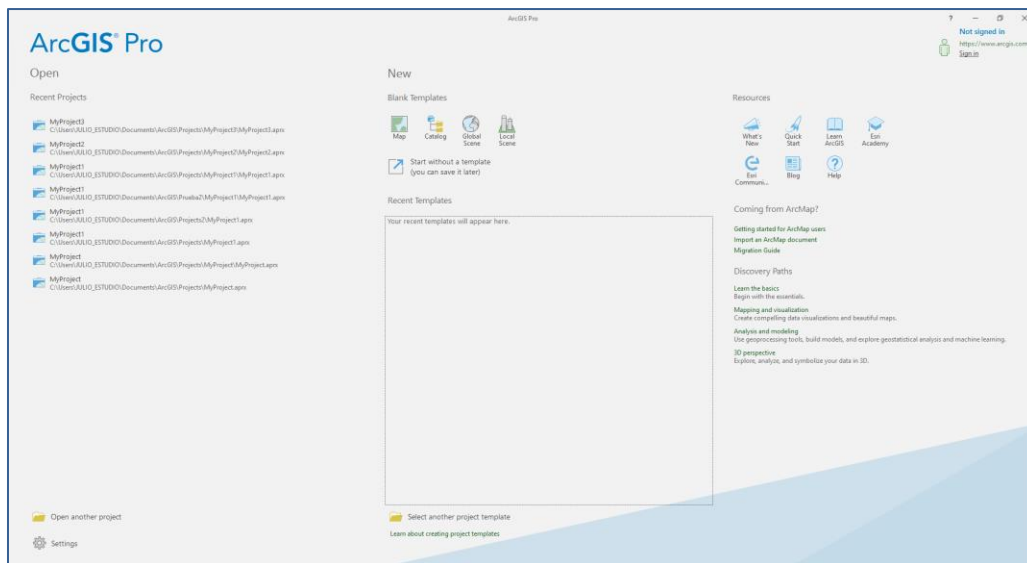 ArcGIS Pro
?
Not signed in
https://www.arcgis.com
Sign in
ArcGIS® Pro
Open
Recent Projects
MyProject3
C:\Users\JULIO_ESTUDIO\Documents\ArcGIS\Projects\MyProject3\MyProject3.aprx
MyProject2
C:\Users\JULIO_ESTUDIO\Documents\ArcGIS\Projects\MyProject2\MyProject2.aprx
MyProject1
C:\Users\JULIO_ESTUDIO\Documents\ArcGIS\Projects\MyProject1\MyProject1.aprx
MyProject1
C:\Users\JULIO_ESTUDIO\Documents\ArcGIS\Prueba2\MyProject1\MyProject1.aprx
MyProject1
C:\Users\JULIO_ESTUDIO\Documents\ArcGIS\Projects2\MyProject1.aprx
MyProject1
C:\Users\JULIO_ESTUDIO\Documents\ArcGIS\Projects\MyProject1.aprx
MyProject
C:\Users\JULIO_ESTUDIO\Documents\ArcGIS\Projects\MyProject\MyProject.aprx
MyProject
C:\Users\JULIO_ESTUDIO\Documents\ArcGIS\Projects\MyProject.aprx
Open another project
Settings
New
Blank Templates
Map
Catalog
Global
Scene
Local
Scene
Start without a template
(you can save it later)
Recent Templates
Your recent templates will appear here.
Select another project template
Learn about creating project templates
Resources
What's
New
Quick
Start
Learn
ArcGIS
Esri
Academy
Esri
Communi...
Blog
Help
Coming from ArcMap?
Getting started for ArcMap users
Import an ArcMap document
Migration Guide
Discovery Paths
Learn the basics
Begin with the essentials.
Mapping and visualization
Create compelling data visualizations and beautiful maps.
Analysis and modeling
Use geoprocessing tools, build models, and explore geostatistical analysis and machine learning.
3D perspective
Explore, analyze, and symbolize your data in 3D.